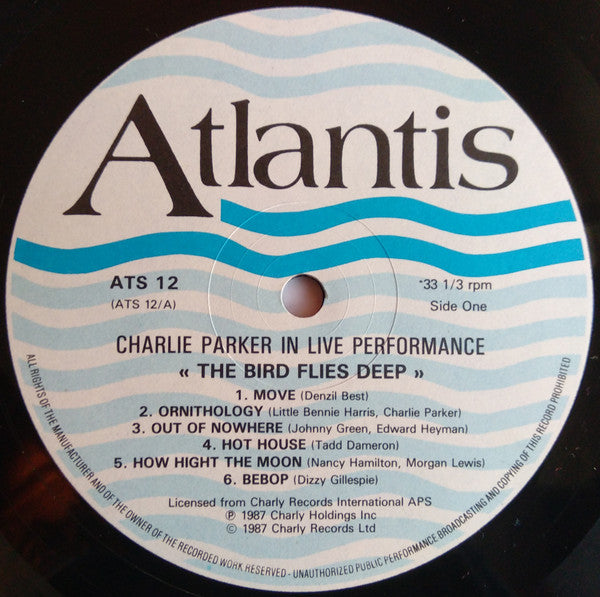 Atlantis
ATS 12
(ATS 12/A)
33 1/3 rpm
Side One
CHARLIE PARKER IN LIVE PERFORMANCE
« THE BIRD FLIES DEEP »
1. MOVE (Denzil Best)
2. ORNITHOLOGY (Little Bennie Harris, Charlie Parker)
3. OUT OF NOWHERE (Johnny Green, Edward Heyman)
4. HOT HOUSE (Tadd Dameron)
5. HOW HIGHT THE MOON (Nancy Hamilton, Morgan Lewis)
6. BEBOP (Dizzy Gillespie)
Licensed from Charly Records International APS
℗ 1987 Charly Holdings Inc
© 1987 Charly Records Ltd
ALL RIGHTS OF THE MANUFACTURER AND OF THE OWNER OF THE RECORDED WORK RESERVED - UNAUTHORIZED PUBLIC PERFORMANCE BROADCASTING AND COPYING OF THIS RECORD PROHIBITED